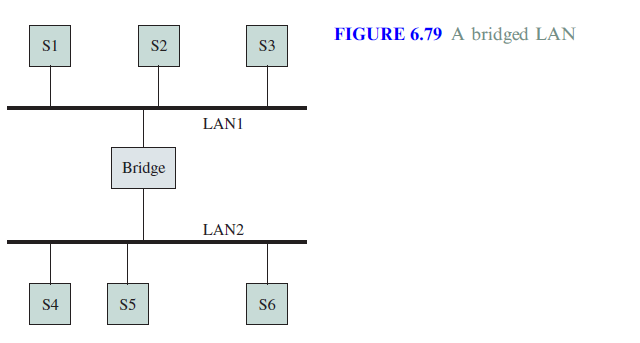 S1
S2
S3
FIGURE 6.79 A bridged LAN
LAN1
Bridge
LAN2
S4
S5
S6